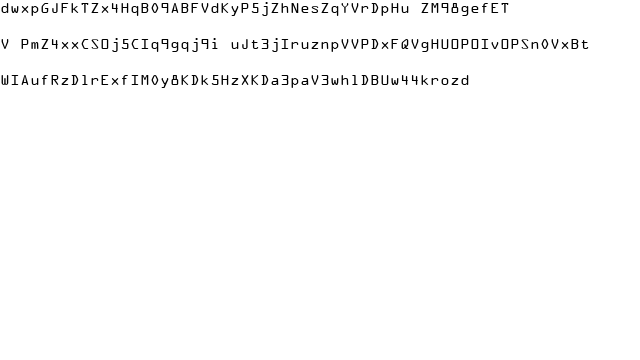 dwxpGJFkTZx4HqB09ABFVdKyP5jZhNesZqYVrDpHu ZM98gefET
V PmZ4xxCSOj5CIq9gqj9i uJt3jIruznpVVPDxFQVgHUOPOIvOPSn0VxBt
WIAufRzDlrExfIM0y8KDk5HzXKDa3paV3whlDBUw44krozd